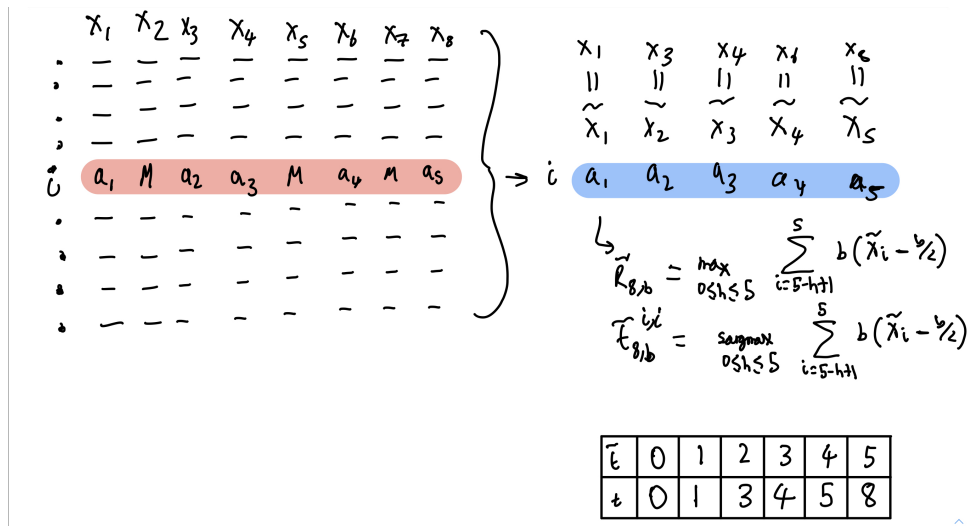 x₁ x₂ x₃ x₄ x₅ x₆ x₇ x₈
i a₁ M a₂ a₃ M a₄ M a₅
x₁ x₃ x₄ x₆ x₈
|| || || || ||
x̃₁ x̃₂ x̃₃ x̃₄ x̃₅
→ i a₁ a₂ a₃ a₄ a₅
R̃₈,b = max 0≤h≤5 ∑ i=5-h+1 5 b(x̃i - b/2)
t̃₈,b i,i = sargmax 0≤h≤5 ∑ i=5-h+1 5 b(x̃i - b/2)
t̃ 0 1 2 3 4 5
t 0 1 3 4 5 8